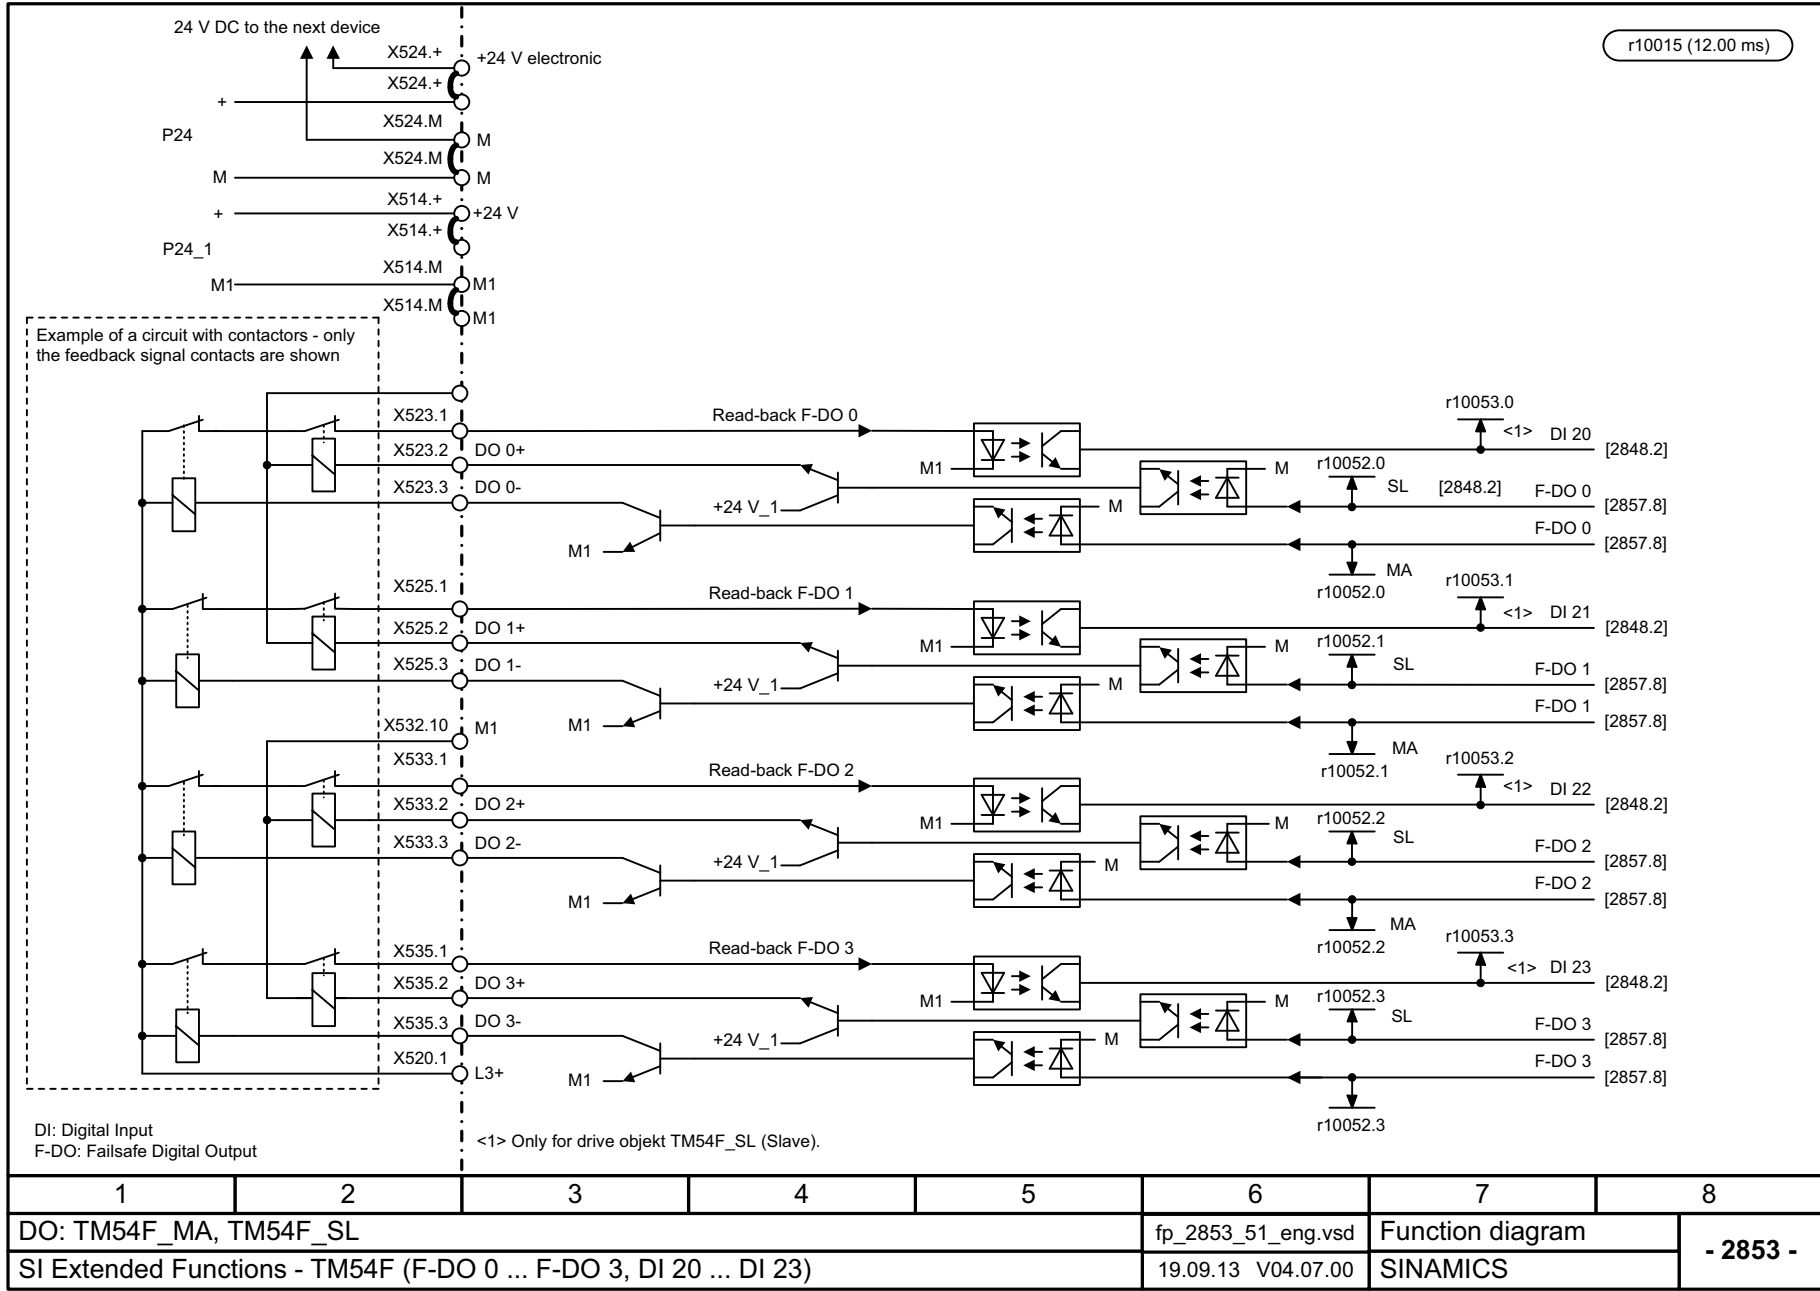 24 V DC to the next device
r10015 (12.00 ms)
X524.+
+24 V electronic
X524.+
+
X524.M
P24
M
X524.M
M
M
X514.+
+
+24 V
X514.+
P24_1
X514.M
M1
M1
X514.M
M1
Example of a circuit with contactors - only
the feedback signal contacts are shown
X523.1
Read-back F-DO 0
r10053.0
<1>
DI 20
[2848.2]
X523.2
DO 0+
M1
M
r10052.0
SL
[2848.2]
X523.3
DO 0-
+24 V_1
M
F-DO 0
[2857.8]
F-DO 0
[2857.8]
M1
MA
r10052.0
X525.1
Read-back F-DO 1
r10053.1
<1>
DI 21
[2848.2]
X525.2
DO 1+
M1
M
r10052.1
SL
X525.3
DO 1-
+24 V_1
M
F-DO 1
[2857.8]
F-DO 1
[2857.8]
M1
X532.10
M1
MA
r10052.1
X533.1
Read-back F-DO 2
r10053.2
<1>
DI 22
[2848.2]
X533.2
DO 2+
M1
M
r10052.2
SL
X533.3
DO 2-
+24 V_1
M
F-DO 2
[2857.8]
F-DO 2
[2857.8]
M1
MA
r10052.2
X535.1
Read-back F-DO 3
r10053.3
<1>
DI 23
[2848.2]
X535.2
DO 3+
M1
M
r10052.3
SL
X535.3
DO 3-
+24 V_1
M
F-DO 3
[2857.8]
X520.1
L3+
M1
F-DO 3
[2857.8]
r10052.3
DI: Digital Input
F-DO: Failsafe Digital Output
<1> Only for drive objekt TM54F_SL (Slave).
1 2 3 4 5 6 7 8
DO: TM54F_MA, TM54F_SL
fp_2853_51_eng.vsd
Function diagram
- 2853 -
SI Extended Functions - TM54F (F-DO 0 ... F-DO 3, DI 20 ... DI 23)
19.09.13 V04.07.00
SINAMICS